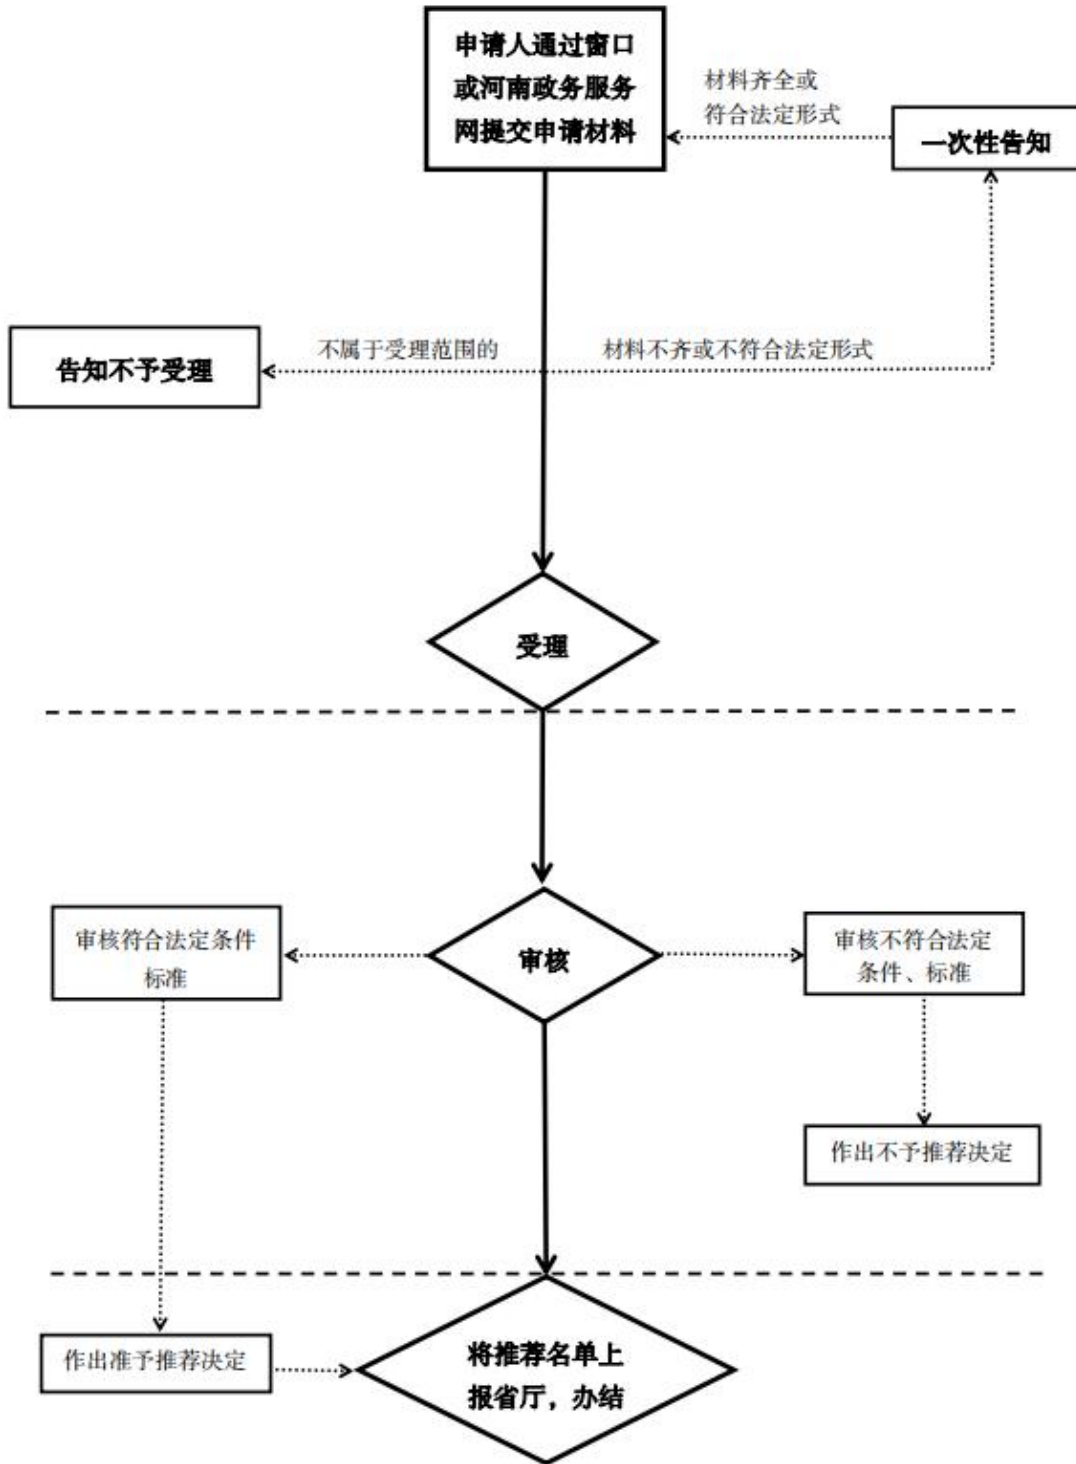 申请人通过窗口
或河南政务服务
网提交申请材料
材料齐全或
符合法定形式
一次性告知
告知不予受理
不属于受理范围的
材料不齐或不符合法定形式
受理
审核符合法定条件
标准
审核
审核不符合法定
条件、标准
作出不予推荐决定
作出准予推荐决定
将推荐名单上
报省厅，办结